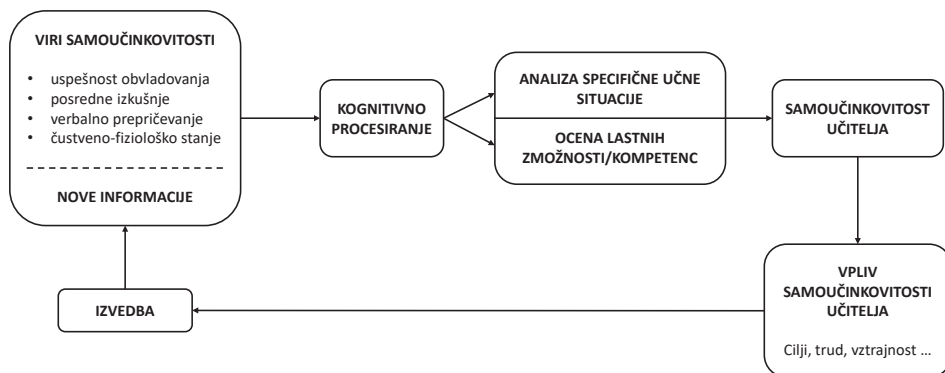 VIRI SAMOUČINKOVITOSTI
• uspešnost obvladovanja
• posredne izkušnje
• verbalno prepričevanje
• čustveno-fiziološko stanje
NOVE INFORMACIJE
KOGNITIVNO
PROCESIRANJE
ANALIZA SPECIFIČNE UČNE
SITUACIJE
OCENA LASTNIH
ZMOŽNOSTI/KOMPETENC
SAMOUČINKOVITOST
UČITELJA
VPLIV
SAMOUČINKOVITOSTI
UČITELJA
Cilji, trud, vztrajnost …
IZVEDBA